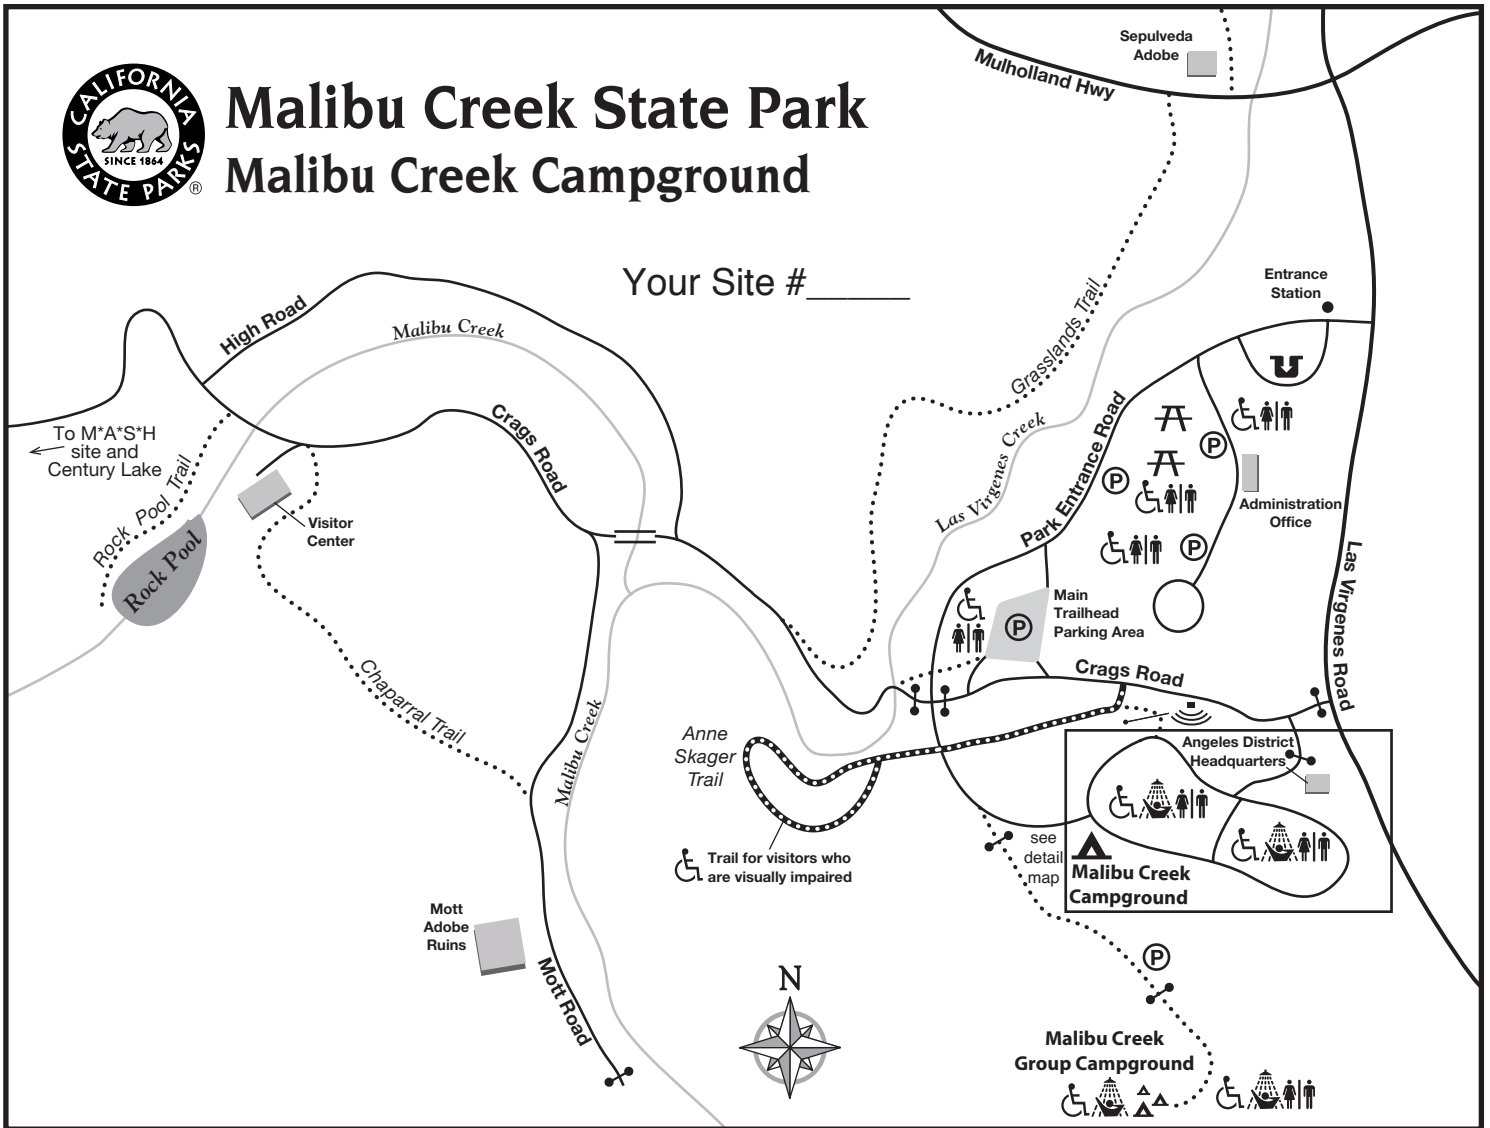 CALIFORNIA
STATE PARKS
SINCE 1864
®
Malibu Creek State Park
Malibu Creek Campground
Your Site #_____
Sepulveda
Adobe
Mulholland Hwy
Entrance
Station
High Road
Malibu Creek
Grasslands Trail
To M*A*S*H
site and
Century Lake
Crags Road
Rock Pool Trail
Las Virgenes Creek
Park Entrance Road
P
P
Administration
Office
Visitor
Center
Rock Pool
P
Las Virgenes Road
Main
Trailhead
Parking Area
P
Crags Road
Chaparral Trail
Malibu Creek
Anne
Skager
Trail
Angeles District
Headquarters
Trail for visitors who
are visually impaired
see
detail
map
Malibu Creek
Campground
Mott
Adobe
Ruins
Mott Road
N
P
Malibu Creek
Group Campground